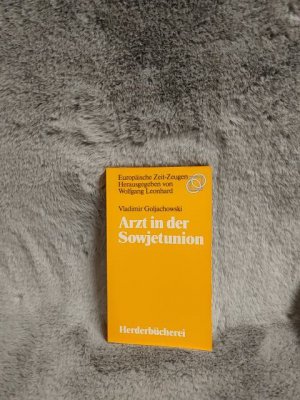 Europäische Zeit-Zeugen
Herausgegeben von
Wolfgang Leonhard
Vladimir Goljachowski
Arzt in der
Sowjetunion
Herderbücherei